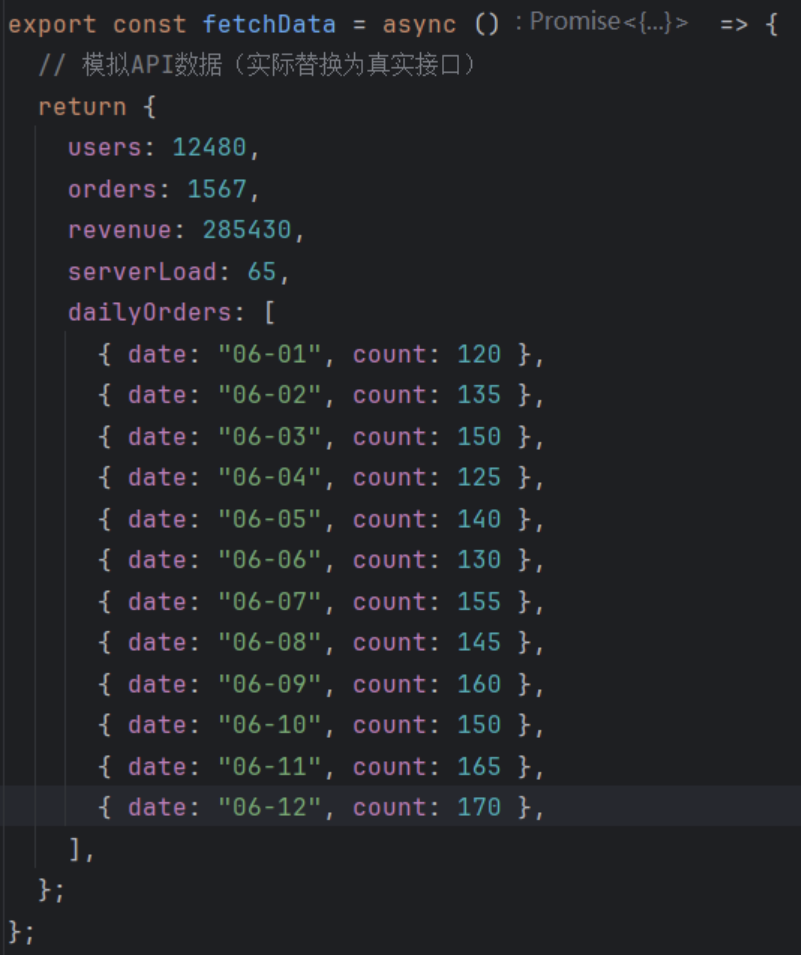 export const fetchData = async () : Promise<{...}> => {
// 模拟API数据（实际替换为真实接口）
return {
users: 12480,
orders: 1567,
revenue: 285430,
serverLoad: 65,
dailyOrders: [
{ date: "06-01", count: 120 },
{ date: "06-02", count: 135 },
{ date: "06-03", count: 150 },
{ date: "06-04", count: 125 },
{ date: "06-05", count: 140 },
{ date: "06-06", count: 130 },
{ date: "06-07", count: 155 },
{ date: "06-08", count: 145 },
{ date: "06-09", count: 160 },
{ date: "06-10", count: 150 },
{ date: "06-11", count: 165 },
{ date: "06-12", count: 170 },
],
};
};